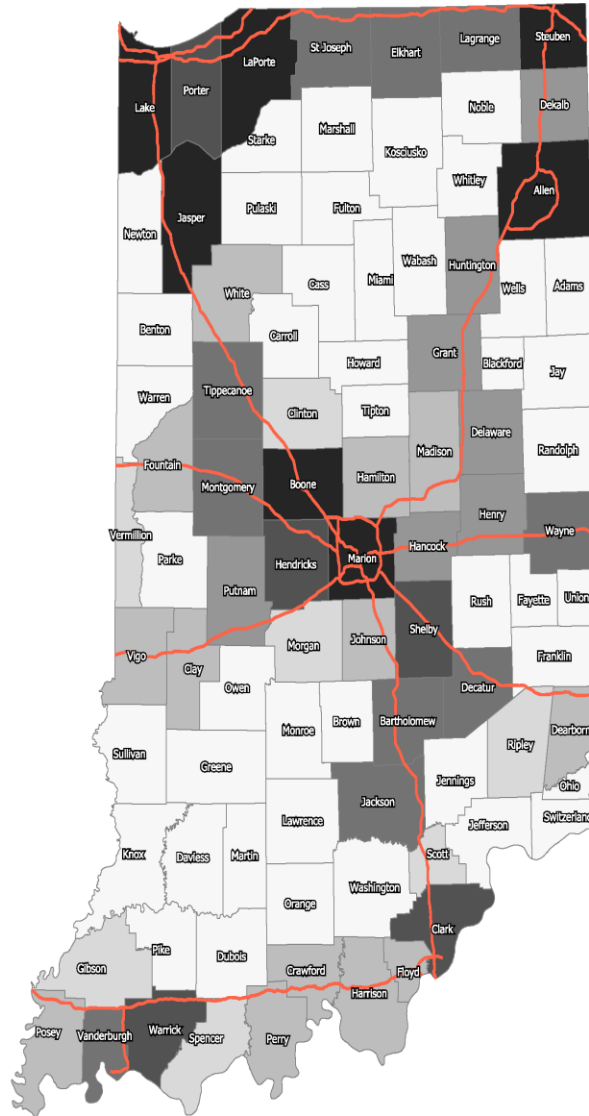 Steuben
St Joseph
Lagrange
Elkhart
LaPorte
Porter
Lake
Noble
Dekalb
Marshall
Starke
Kosciusko
Whitley
Allen
Jasper
Pulaski
Fulton
Newton
Wabash
Huntington
Miami
Cass
White
Wells
Adams
Benton
Carroll
Grant
Howard
Blackford
Jay
Tippecanoe
Warren
Clinton
Tipton
Delaware
Madison
Randolph
Fountain
Hamilton
Boone
Montgomery
Vermillion
Henry
Wayne
Hancock
Marion
Parke
Hendricks
Putnam
Rush
Fayette
Union
Shelby
Morgan
Johnson
Vigo
Clay
Franklin
Owen
Decatur
Bartholomew
Brown
Monroe
Dearborn
Ripley
Sullivan
Greene
Jennings
Ohio
Jackson
Switzerland
Lawrence
Jefferson
Knox
Daviess
Martin
Scott
Washington
Orange
Clark
Pike
Dubois
Gibson
Crawford
Floyd
Harrison
Posey
Vanderburgh
Warrick
Spencer
Perry